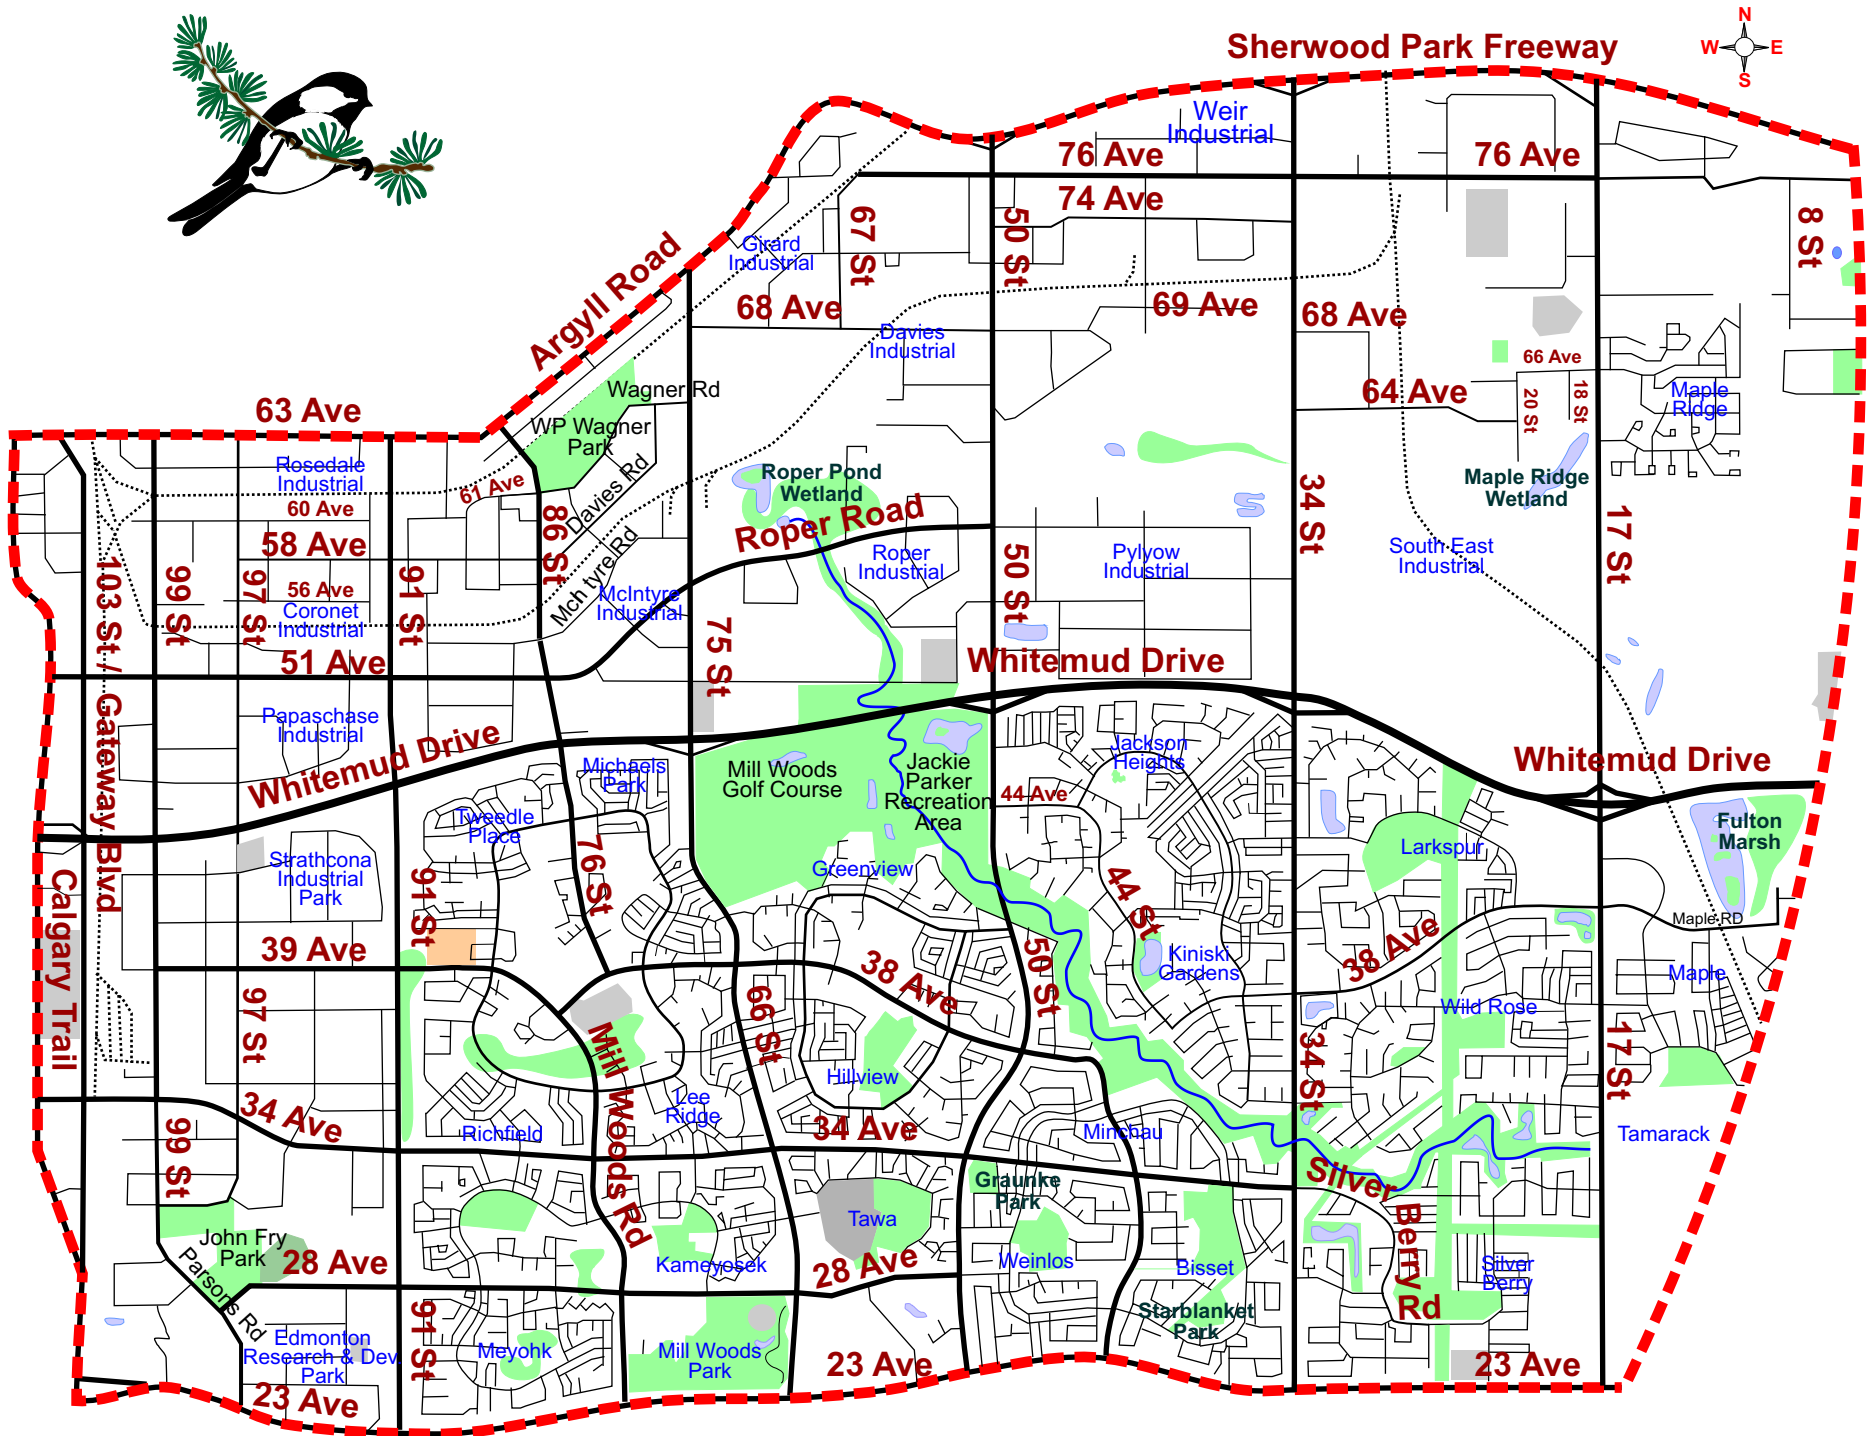 N
W E
S
Sherwood Park Freeway
Weir
Industrial
76 Ave
76 Ave
74 Ave
67 St
50 St
8 St
Girard
Industrial
Argyll Road
68 Ave
69 Ave
68 Ave
Davies
Industrial
66 Ave
64 Ave
20 St
18 St
Maple
Ridge
Wagner Rd
63 Ave
WP Wagner
Park
Rosedale
Industrial
61 Ave
60 Ave
Davies Rd
Roper Pond
Wetland
Maple Ridge
Wetland
34 St
17 St
Roper Road
58 Ave
86 St
Mch tyre Rd
Roper
Industrial
50 St
Pylyow
Industrial
South East
Industrial
103 St / Gateway Blvd
99 St
97 St
56 Ave
Coronet
Industrial
91 St
McIntyre
Industrial
75 St
51 Ave
Whitemud Drive
Papaschase
Industrial
Whitemud Drive
Michaels
Park
Mill Woods
Golf Course
Jackie
Parker
Recreation
Area
Jackson
Heights
44 Ave
Whitemud Drive
Tweedle
Place
Fulton
Marsh
Larkspur
Strathcona
Industrial
Park
Calgary Trail
91 St
76 St
Greenview
44 St
Maple RD
39 Ave
38 Ave
50 St
Kiniski
Gardens
38 Ave
Maple
97 St
66 St
Wild Rose
34 St
17 St
Mill Woods Rd
Hillview
Lee
Ridge
34 Ave
Richfield
34 Ave
Minchau
Tamarack
99 St
Graunke
Park
Silver
Berry
Rd
John Fry
Park
Parsons Rd
28 Ave
Tawa
Kameyosek
28 Ave
Weinlos
Bisset
Silver
Berry
Starblanket
Park
Edmonton
Research & Dev.
Park
91 St
Meyohk
Mill Woods
Park
23 Ave
23 Ave
23 Ave